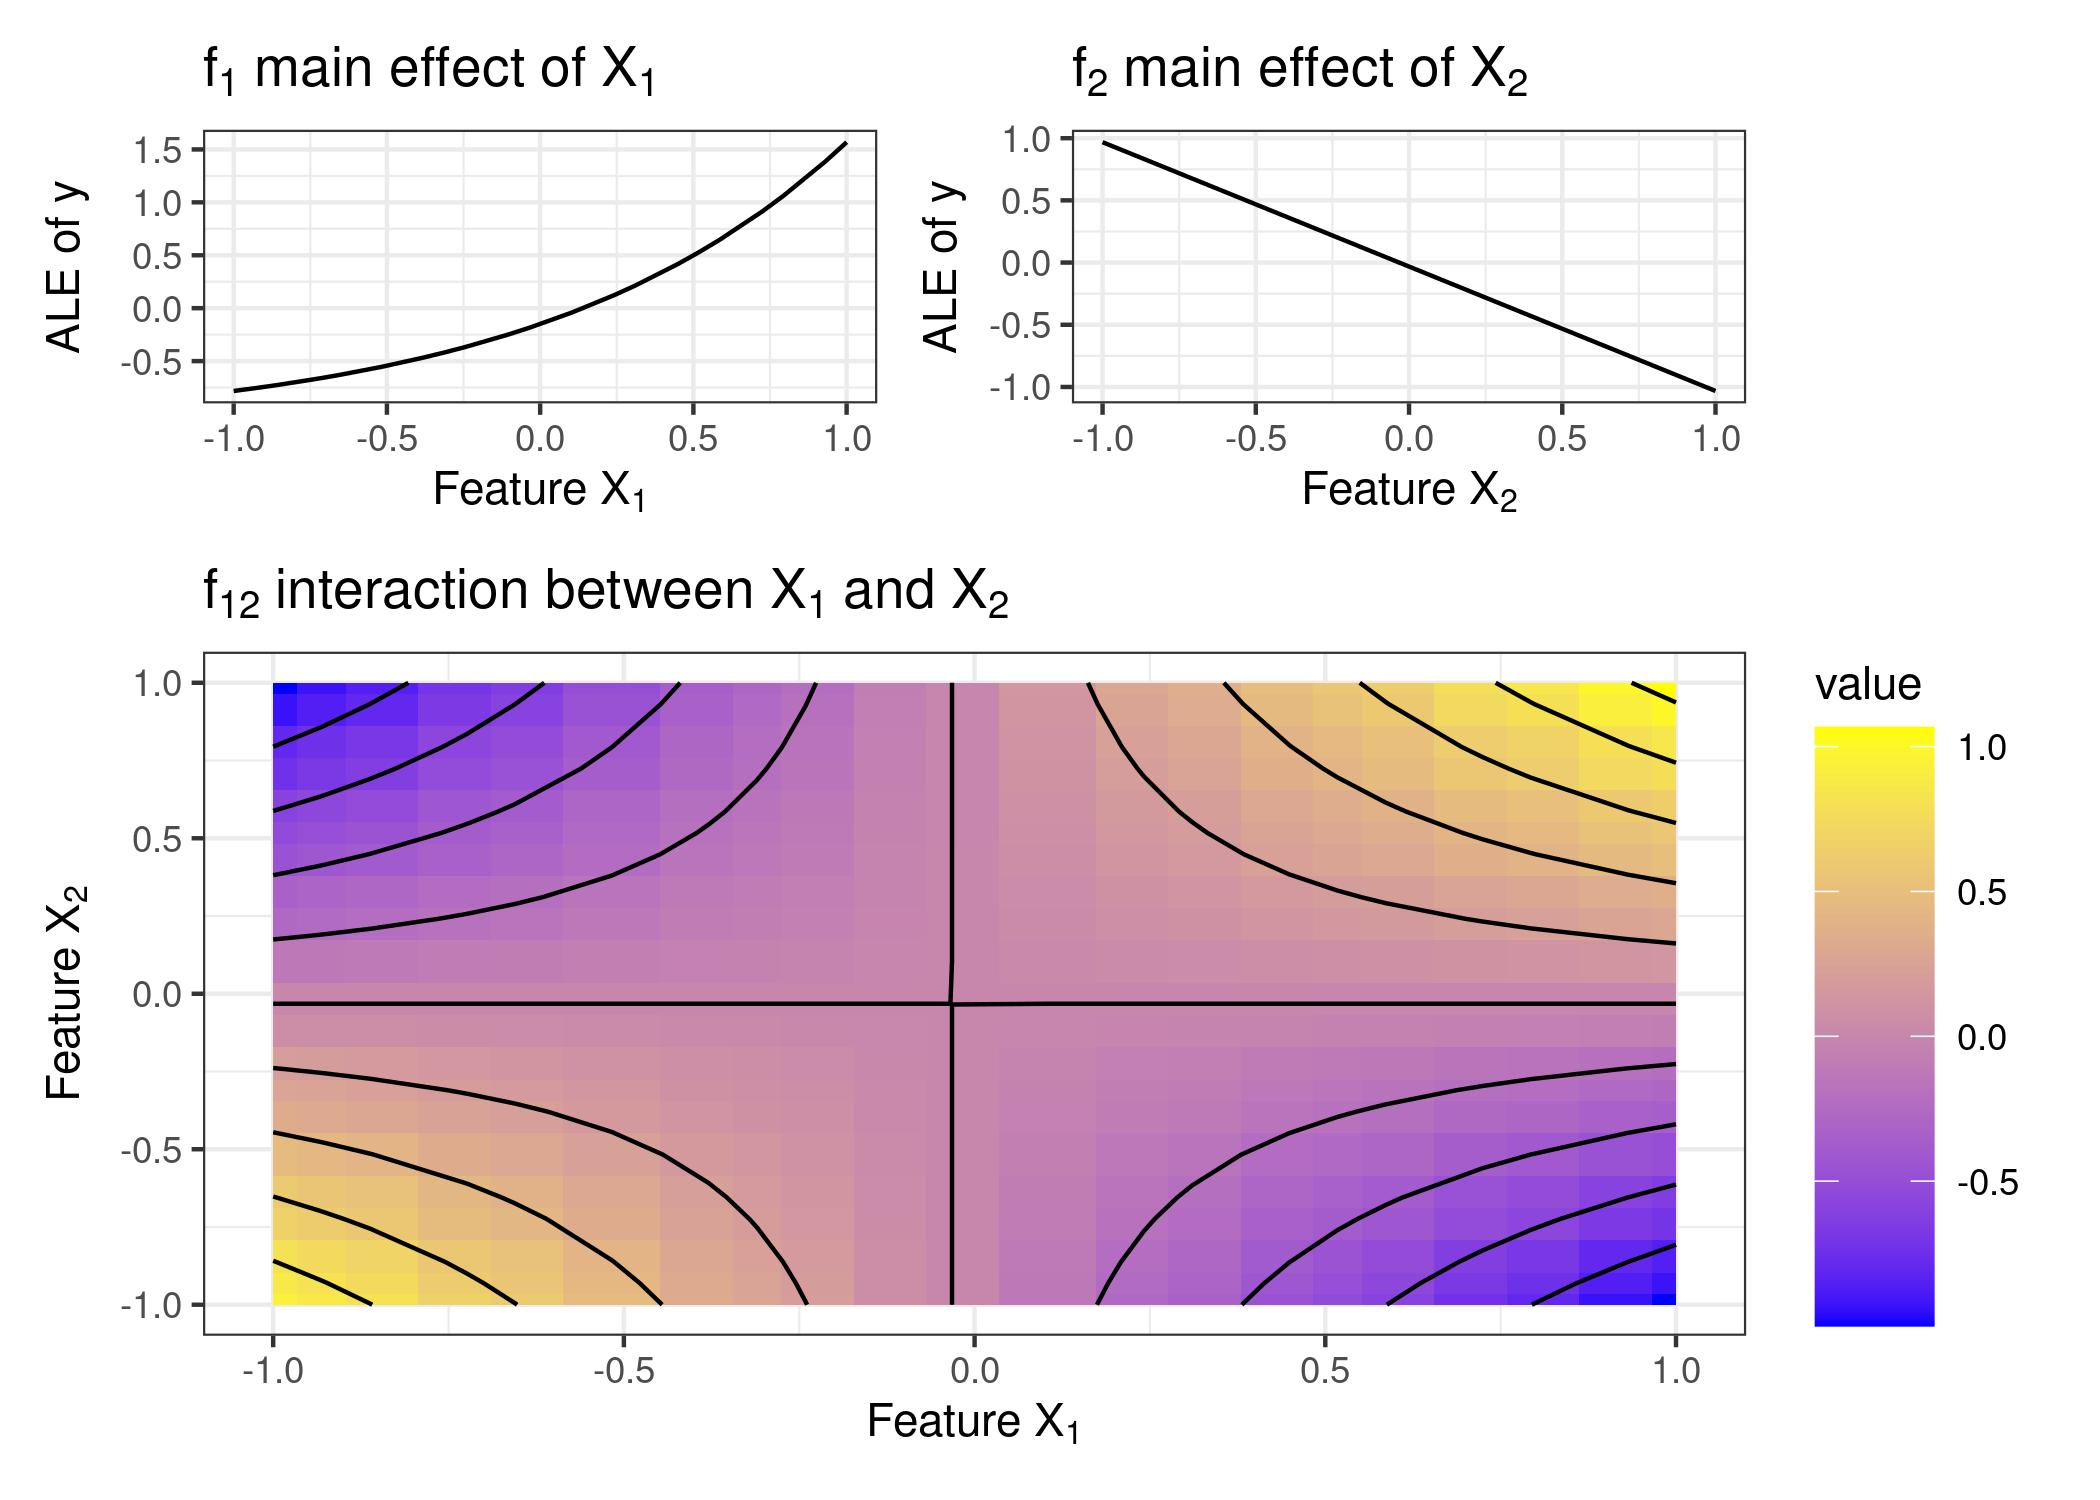 f₁ main effect of X₁
ALE of y
1.5
1.0
0.5
0.0
-0.5
-1.0 -0.5 0.0 0.5 1.0
Feature X₁
f₂ main effect of X₂
ALE of y
1.0
0.5
0.0
-0.5
-1.0
-1.0 -0.5 0.0 0.5 1.0
Feature X₂
f₁₂ interaction between X₁ and X₂
Feature X₂
1.0
0.5
0.0
-0.5
-1.0
-1.0 -0.5 0.0 0.5 1.0
Feature X₁
value
1.0
0.5
0.0
-0.5